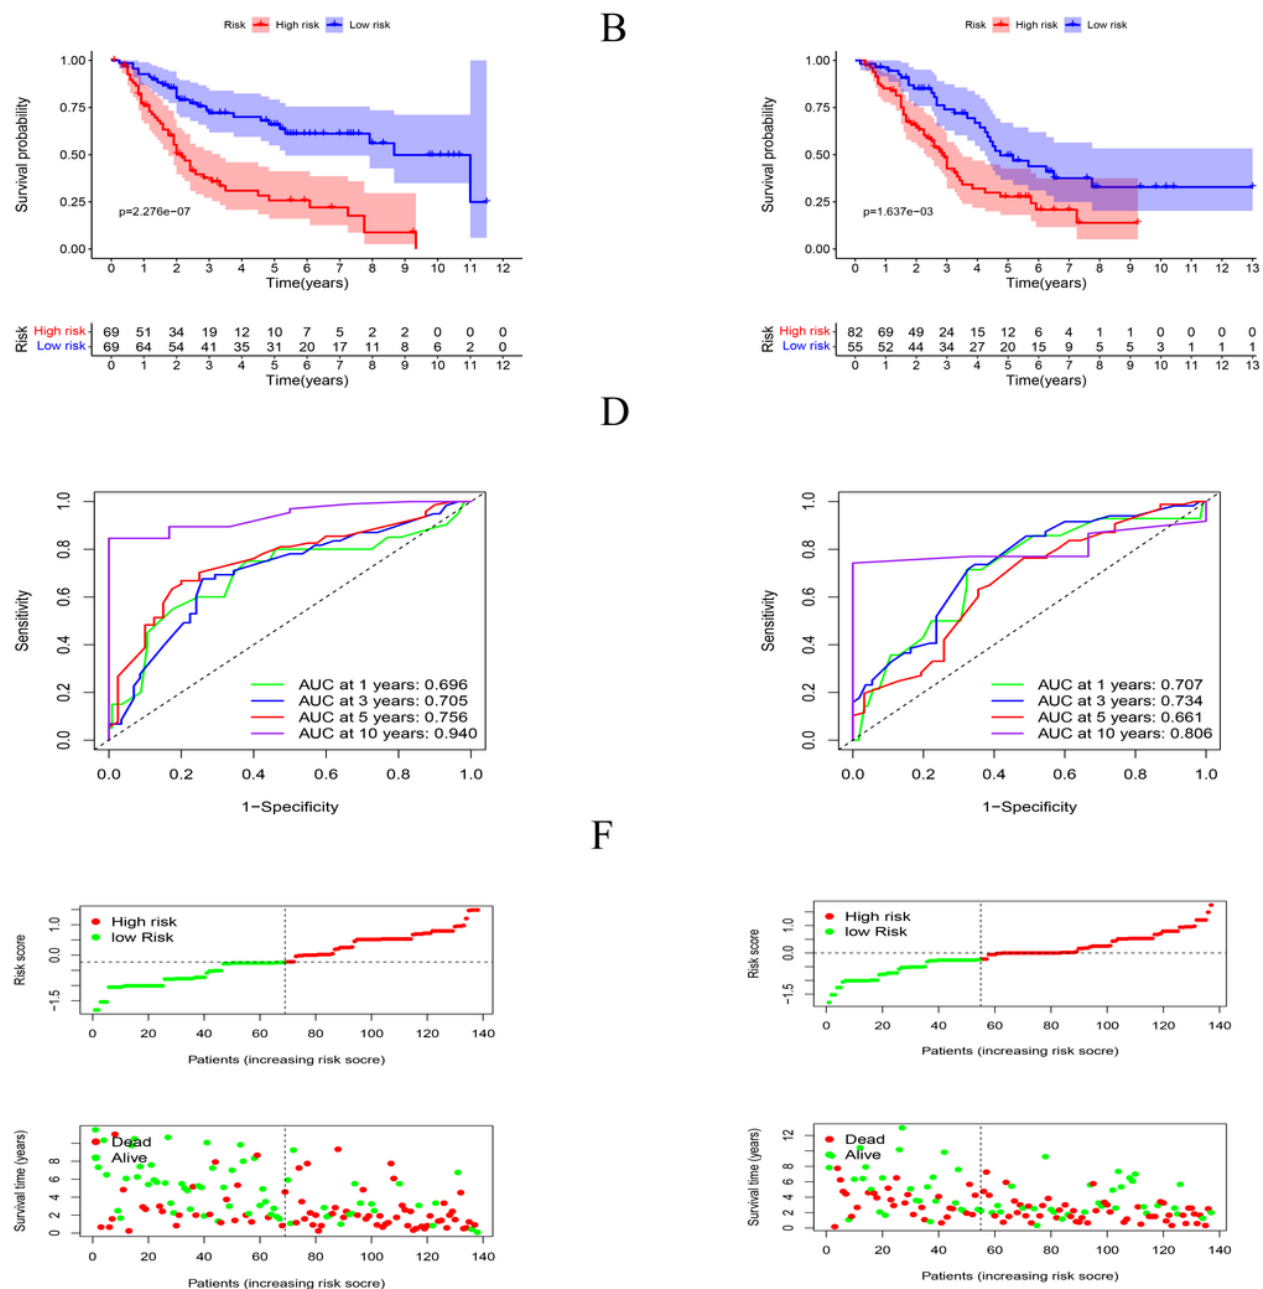 B
Risk High risk Low risk
Survival probability
1.00
0.75
0.50
0.25
0.00
p=2.276e−07
0 1 2 3 4 5 6 7 8 9 10 11 12
Time(years)
Risk
High risk 69 51 34 19 12 10 7 5 2 2 0 0 0
Low risk 69 64 54 41 35 31 20 17 11 8 6 2 0
0 1 2 3 4 5 6 7 8 9 10 11 12
Time(years)
Risk High risk Low risk
Survival probability
1.00
0.75
0.50
0.25
0.00
p=1.637e−03
0 1 2 3 4 5 6 7 8 9 10 11 12 13
Time(years)
Risk
High risk 82 69 49 24 15 12 6 4 1 1 0 0 0 0
Low risk 55 52 44 34 27 20 15 9 5 5 3 1 1 1
0 1 2 3 4 5 6 7 8 9 10 11 12 13
Time(years)
D
Sensitivity
1.0
0.8
0.6
0.4
0.2
0.0
AUC at 1 years: 0.696
AUC at 3 years: 0.705
AUC at 5 years: 0.756
AUC at 10 years: 0.940
0.0 0.2 0.4 0.6 0.8 1.0
1−Specificity
Sensitivity
1.0
0.8
0.6
0.4
0.2
0.0
AUC at 1 years: 0.707
AUC at 3 years: 0.734
AUC at 5 years: 0.661
AUC at 10 years: 0.806
0.0 0.2 0.4 0.6 0.8 1.0
1−Specificity
F
Risk score
1.0
0.0
−1.5
High risk
low Risk
0 20 40 60 80 100 120 140
Patients (increasing risk socre)
Risk score
1.0
0.0
−1.5
High risk
low Risk
0 20 40 60 80 100 120 140
Patients (increasing risk socre)
Survival time (years)
8
6
4
2
0
Dead
Alive
0 20 40 60 80 100 120 140
Patients (increasing risk socre)
Survival time (years)
12
8
6
4
2
0
Dead
Alive
0 20 40 60 80 100 120 140
Patients (increasing risk socre)